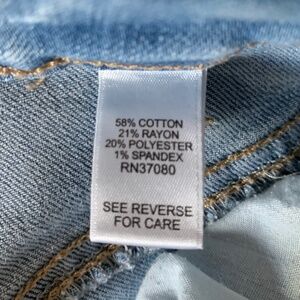 58% COTTON
21% RAYON
20% POLYESTER
1% SPANDEX
RN37080
SEE REVERSE
FOR CARE